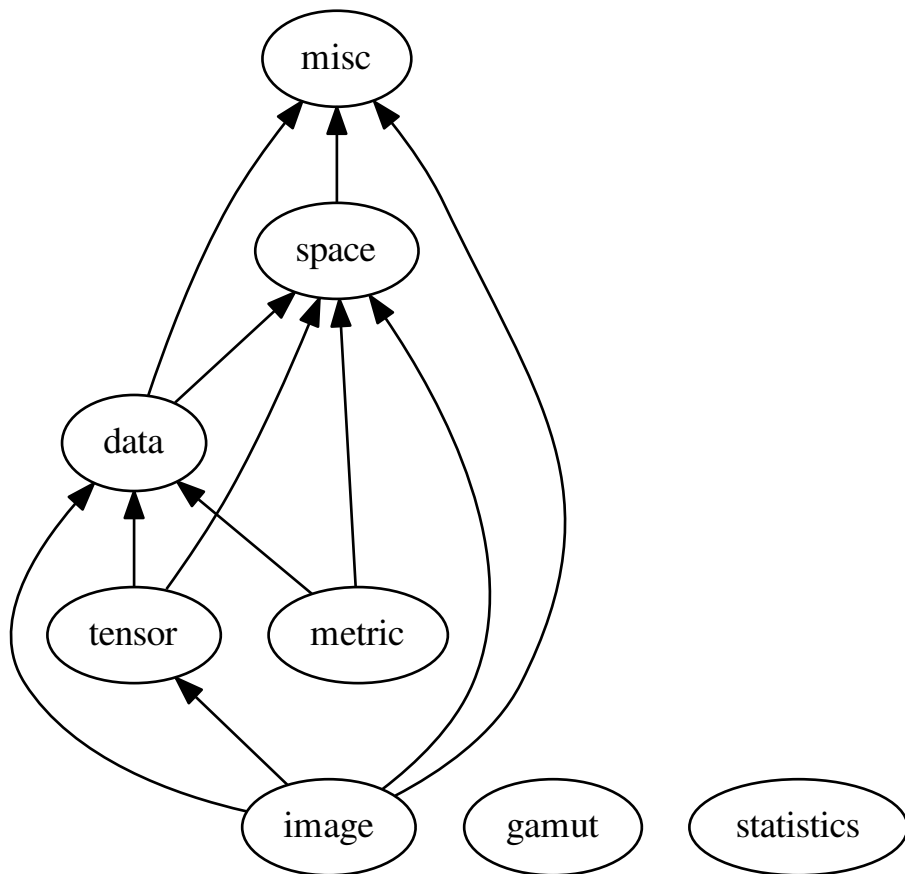 misc
space
data
tensor
metric
image
gamut
statistics